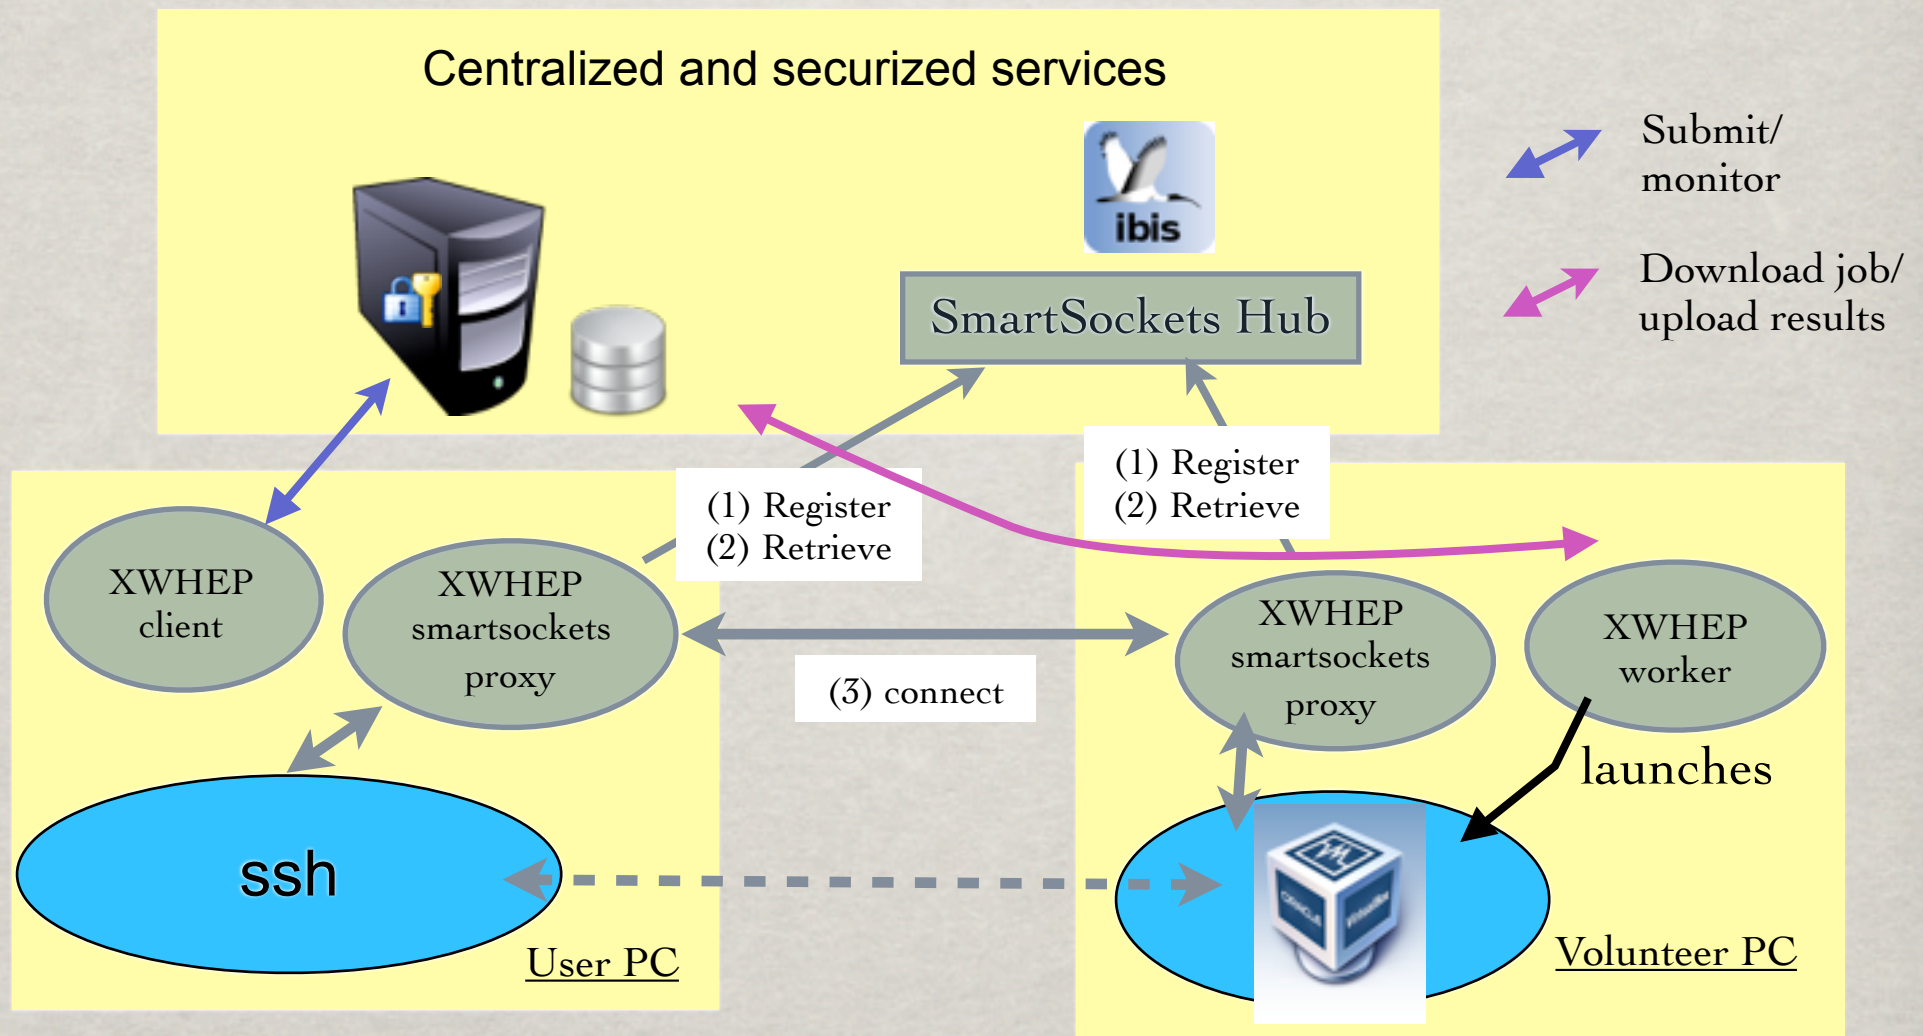 Centralized and securized services
ibis
SmartSockets Hub
Submit/
monitor
Download job/
upload results
(1) Register
(2) Retrieve
(1) Register
(2) Retrieve
XWHEP
client
XWHEP
smartsockets
proxy
(3) connect
XWHEP
smartsockets
proxy
XWHEP
worker
launches
ssh
ORACLE
VirtualBox
User PC
Volunteer PC